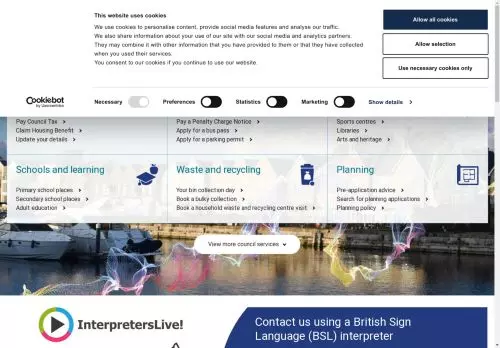 This website uses cookies
We use cookies to personalise content, provide social media features and analyse our traffic.
We also share information about your use of our site with our social media and analytics partners.
They may combine it with other information that you have provided to them or that they have collected
when you used their services.
You consent to our cookies if you continue to use our website.
Allow all cookies
Allow selection
Use necessary cookies only
Cookiebot
by Usercentrics
Necessary
Preferences
Statistics
Marketing
Show details
Pay Council Tax
Claim Housing Benefit
Update your details
Pay a Penalty Charge Notice
Apply for a bus pass
Apply for a parking permit
Sports centres
Libraries
Arts and heritage
Schools and learning
Primary school places
Secondary school places
Adult education
Waste and recycling
Your bin collection day
Book a bulky collection
Book a household waste and recycling centre visit
Planning
Pre-application advice
Search for planning applications
Planning policy
View more council services
InterpretersLive!
Contact us using a British Sign
Language (BSL) interpreter